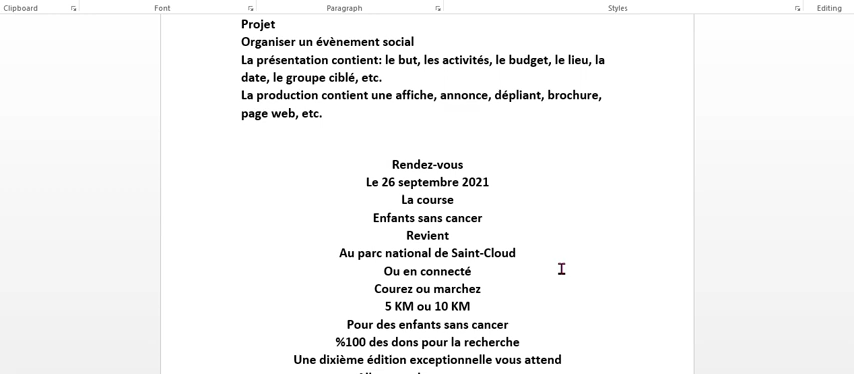 Clipboard Font Paragraph Styles Editing
Projet
Organiser un évènement social
La présentation contient: le but, les activités, le budget, le lieu, la
date, le groupe ciblé, etc.
La production contient une affiche, annonce, dépliant, brochure,
page web, etc.
Rendez-vous
Le 26 septembre 2021
La course
Enfants sans cancer
Revient
Au parc national de Saint-Cloud
Ou en connecté
Courez ou marchez
5 KM ou 10 KM
Pour des enfants sans cancer
%100 des dons pour la recherche
Une dixième édition exceptionnelle vous attend